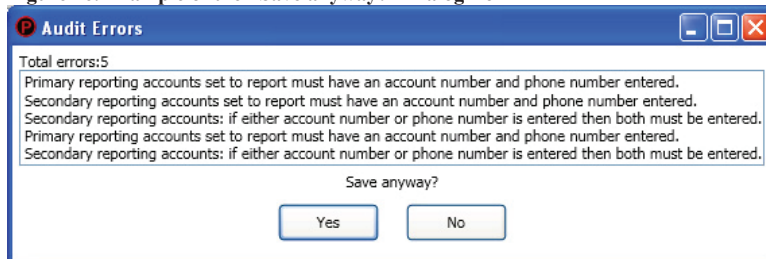 Audit Errors
Total errors:5
Primary reporting accounts set to report must have an account number and phone number entered.
Secondary reporting accounts set to report must have an account number and phone number entered.
Secondary reporting accounts: if either account number or phone number is entered then both must be entered.
Primary reporting accounts set to report must have an account number and phone number entered.
Secondary reporting accounts: if either account number or phone number is entered then both must be entered.
Save anyway?
Yes No